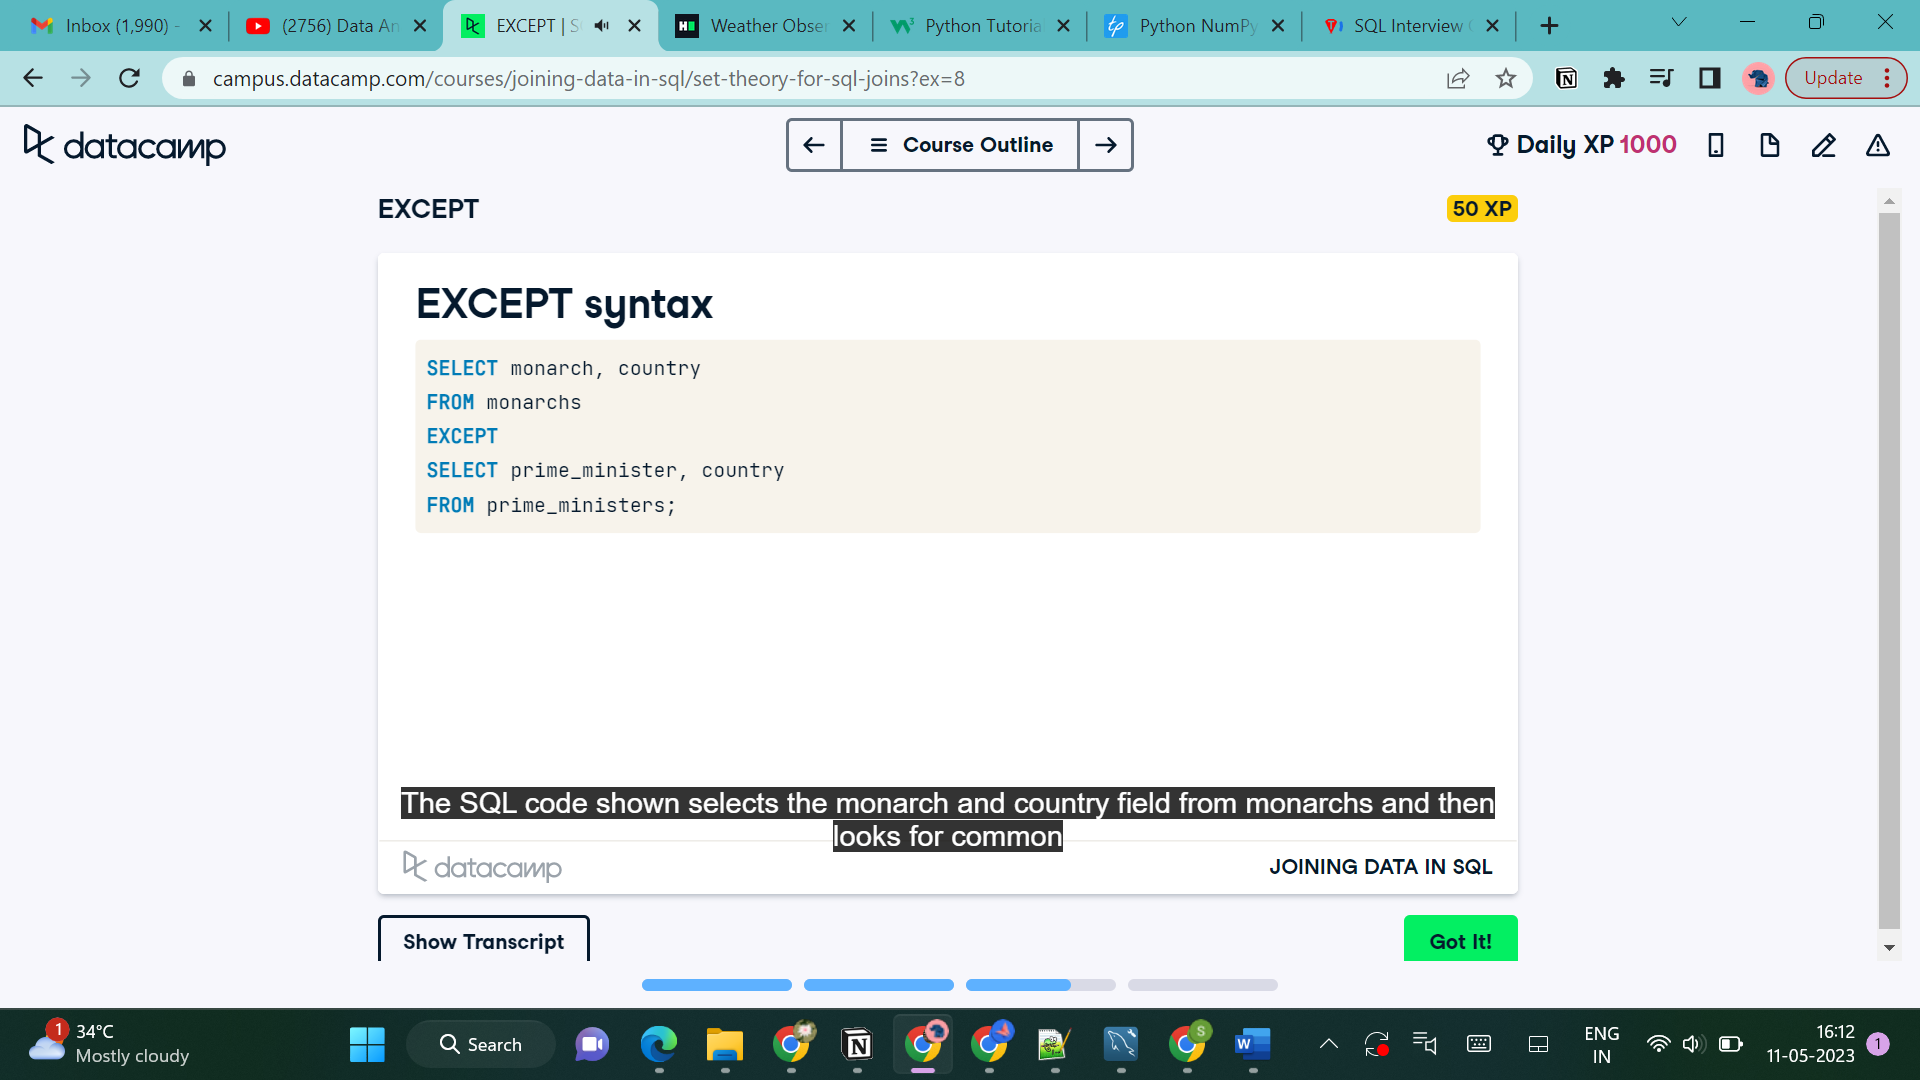 Inbox (1,990) -
(2756) Data An
EXCEPT | S
Weather Obser
Python Tutoria
Python NumPy
SQL Interview
campus.datacamp.com/courses/joining-data-in-sql/set-theory-for-sql-joins?ex=8
Update
datacamp
Course Outline
Daily XP 1000
EXCEPT
50 XP
EXCEPT syntax
SELECT monarch, country
FROM monarchs
EXCEPT
SELECT prime_minister, country
FROM prime_ministers;
The SQL code shown selects the monarch and country field from monarchs and then
looks for common
datacamp
JOINING DATA IN SQL
Show Transcript
Got It!
1
34°C
Mostly cloudy
Search
S
W
ENG
IN
16:12
11-05-2023
1